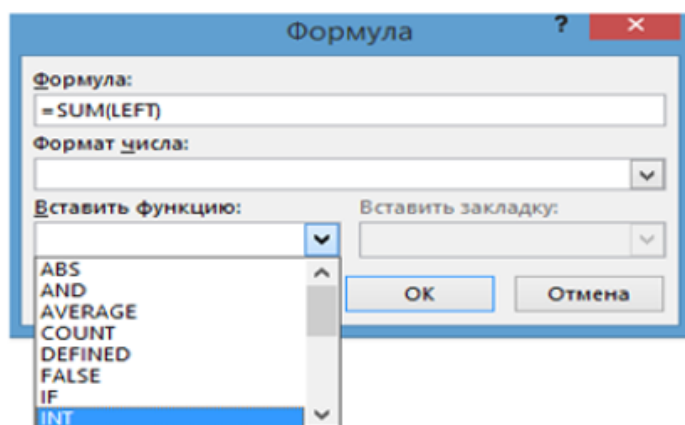 Формула ?
Формула:
=SUM(LEFT)
Формат числа:
Вставить функцию: Вставить закладку:
ABS
AND
AVERAGE
COUNT
DEFINED
FALSE
IF
INT
ОК Отмена